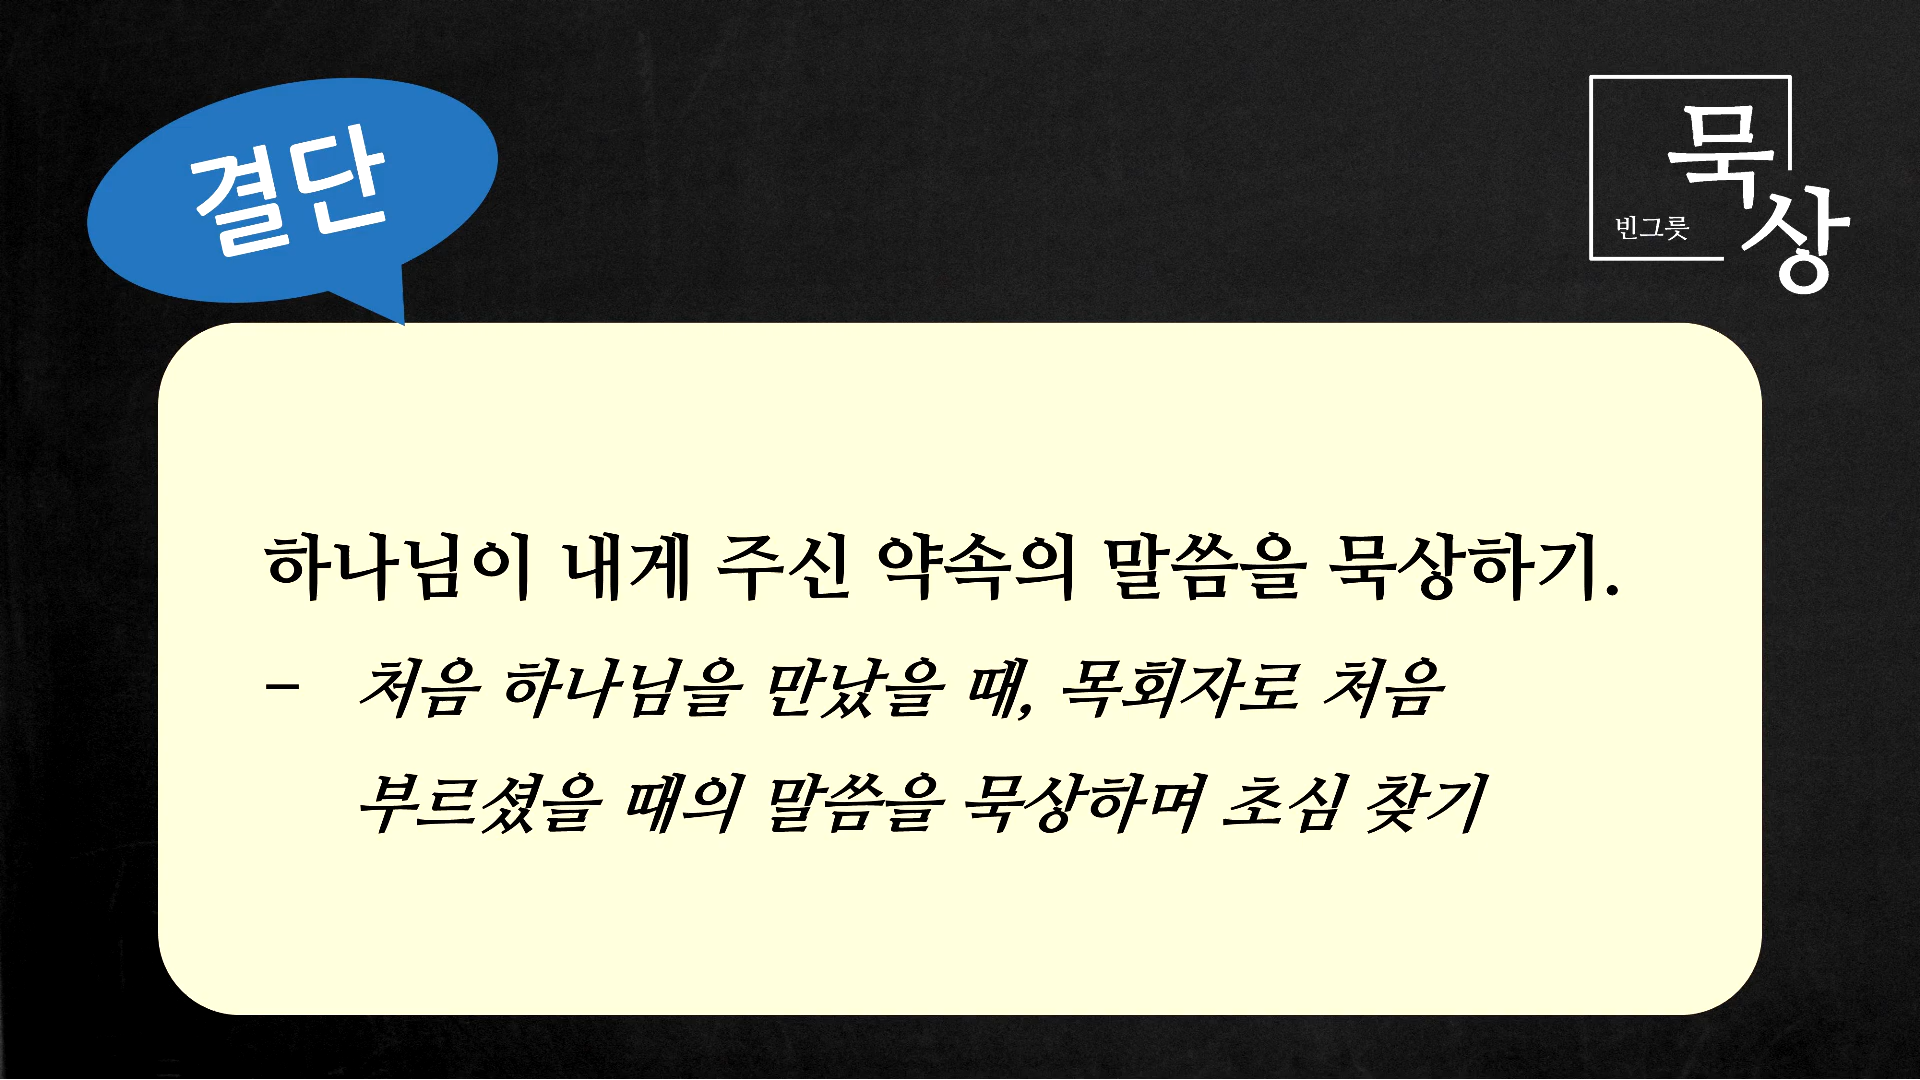 결단
묵상
빈그릇
하나님이 내게 주신 약속의 말씀을 묵상하기.
- 처음 하나님을 만났을 때, 목회자로 처음
부르셨을 때의 말씀을 묵상하며 초심 찾기